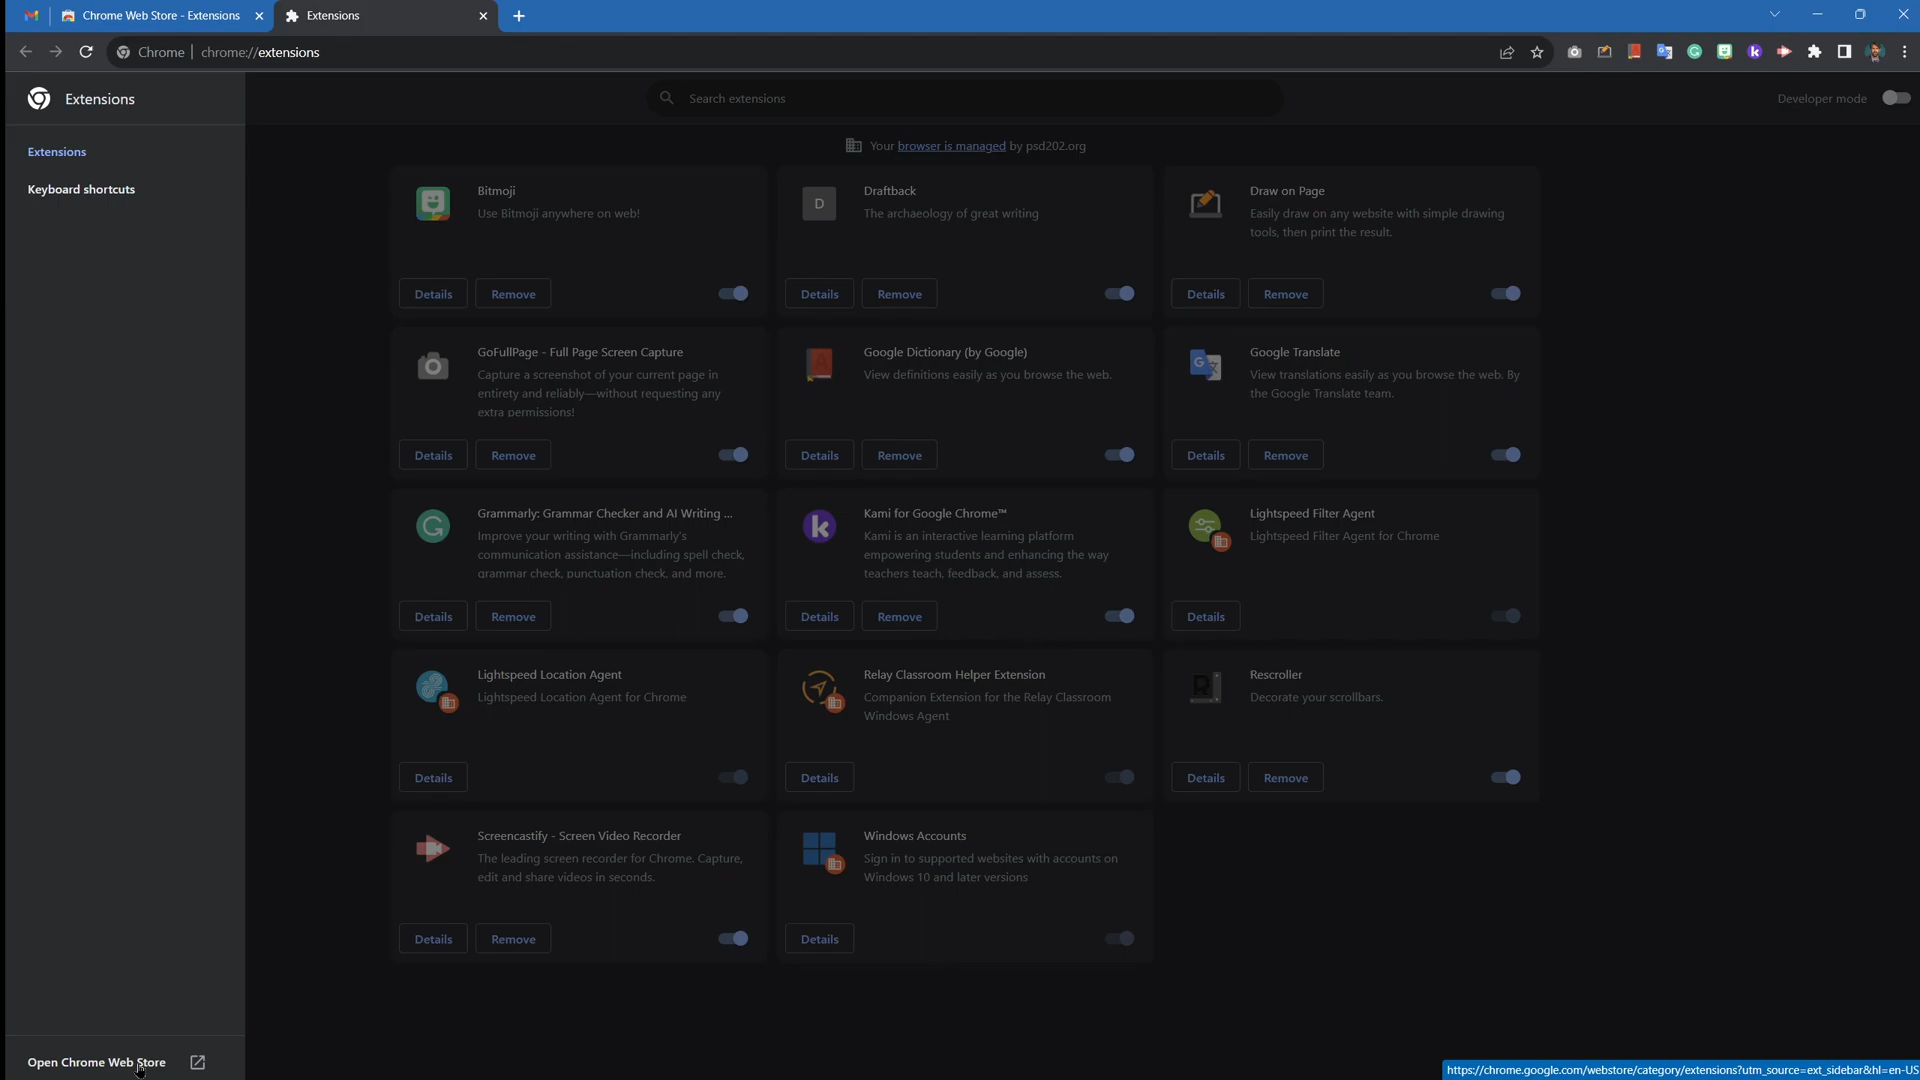 Chrome Web Store - Extensions
Extensions
Chrome | chrome://extensions
Extensions
Search extensions
Developer mode
Extensions
Keyboard shortcuts
Your browser is managed by psd202.org
Bitmoji
Use Bitmoji anywhere on web!
Details
Remove
D
Draftback
The archaeology of great writing
Details
Remove
Draw on Page
Easily draw on any website with simple drawing
tools, then print the result.
Details
Remove
GoFullPage - Full Page Screen Capture
Capture a screenshot of your current page in
entirety and reliably—without requesting any
extra permissions!
Details
Remove
Google Dictionary (by Google)
View definitions easily as you browse the web.
Details
Remove
Google Translate
View translations easily as you browse the web. By
the Google Translate team.
Details
Remove
Grammarly: Grammar Checker and AI Writing ...
Improve your writing with Grammarly's
communication assistance—including spell check,
grammar check, punctuation check, and more.
Details
Remove
k
Kami for Google Chrome™
Kami is an interactive learning platform
empowering students and enhancing the way
teachers teach, feedback, and assess.
Details
Remove
Lightspeed Filter Agent
Lightspeed Filter Agent for Chrome
Details
Lightspeed Location Agent
Lightspeed Location Agent for Chrome
Details
Relay Classroom Helper Extension
Companion Extension for the Relay Classroom
Windows Agent
Details
R
Rescroller
Decorate your scrollbars.
Details
Remove
Screencastify - Screen Video Recorder
The leading screen recorder for Chrome. Capture,
edit and share videos in seconds.
Details
Remove
Windows Accounts
Sign in to supported websites with accounts on
Windows 10 and later versions
Details
Open Chrome Web Store
https://chrome.google.com/webstore/category/extensions?utm_source=ext_sidebar&hl=en-US